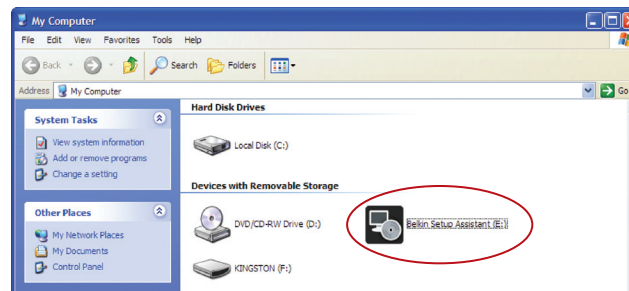 My Computer
File Edit View Favorites Tools Help
Back Search Folders
Address My Computer Go
System Tasks
View system information
Add or remove programs
Change a setting
Other Places
My Network Places
My Documents
Control Panel
Hard Disk Drives
Local Disk (C:)
Devices with Removable Storage
DVD/CD-RW Drive (D:) Belkin Setup Assistant (E:)
KINGSTON (F:)